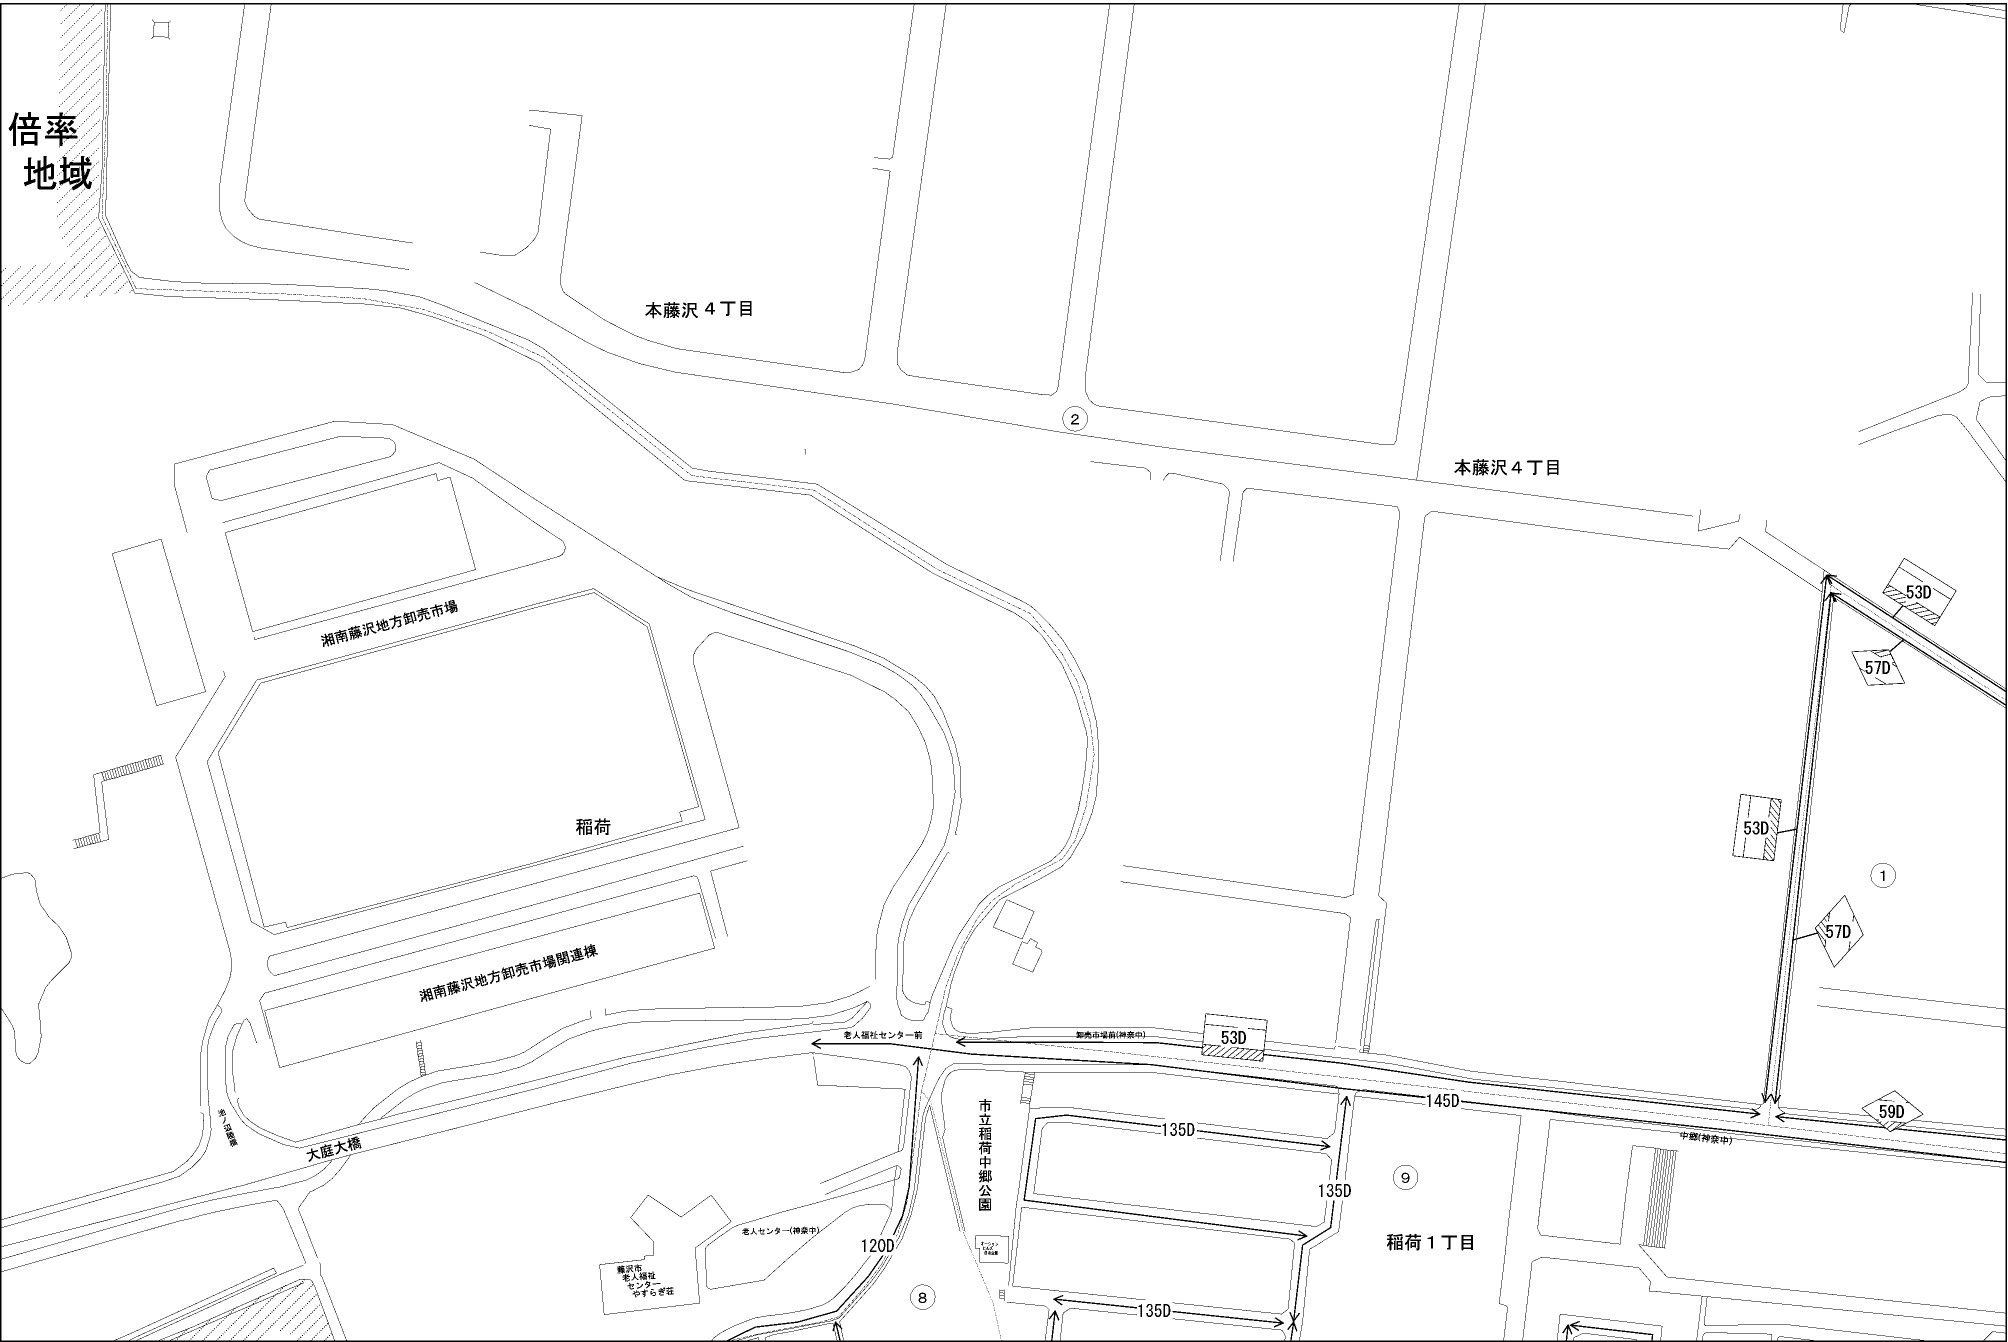 倍率
地域
本藤沢４丁目
②
本藤沢４丁目
53D
57D
湘南藤沢地方卸売市場
稲荷
53D
①
57D
湘南藤沢地方卸売市場関連棟
老人福祉センター前
卸売市場前(神奈中)
53D
145D
59D
中郷(神奈中)
大庭大橋
市立稲荷中郷公園
135D
135D
⑨
稲荷１丁目
老人センター(神奈中)
120D
藤沢市
老人福祉
センター
やすらぎ荘
⑧
135D